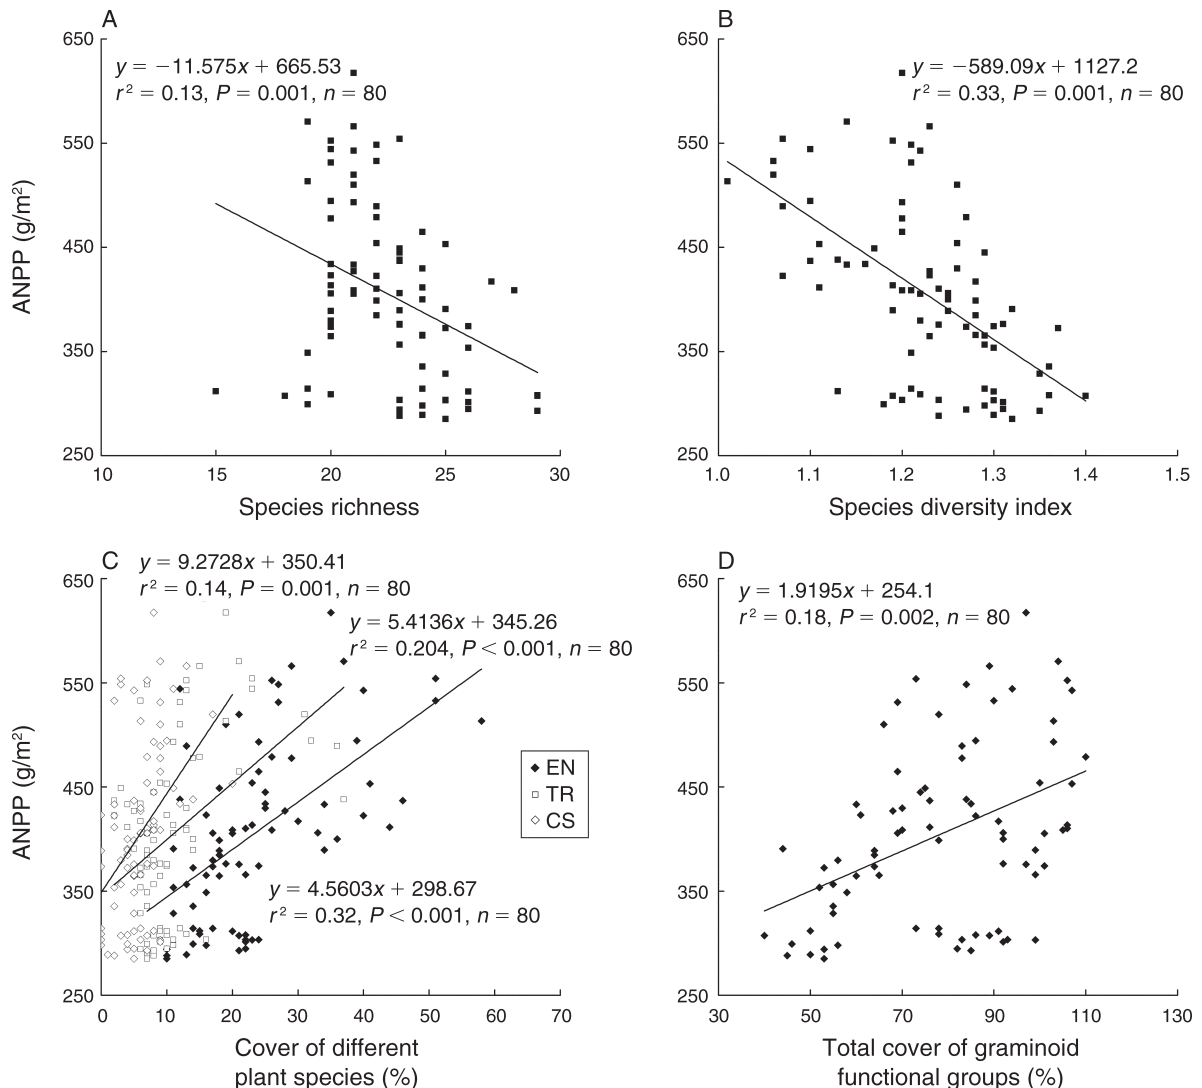 A
650
550
450
350
250
ANPP (g/m²)
y = −11.575x + 665.53
r² = 0.13, P = 0.001, n = 80
10 15 20 25 30
Species richness
B
650
550
450
350
250
y = −589.09x + 1127.2
r² = 0.33, P = 0.001, n = 80
1.0 1.1 1.2 1.3 1.4 1.5
Species diversity index
C
650
550
450
350
250
ANPP (g/m²)
y = 9.2728x + 350.41
r² = 0.14, P = 0.001, n = 80
y = 5.4136x + 345.26
r² = 0.204, P < 0.001, n = 80
EN
TR
CS
y = 4.5603x + 298.67
r² = 0.32, P < 0.001, n = 80
0 10 20 30 40 50 60 70
Cover of different
plant species (%)
D
650
550
450
350
250
y = 1.9195x + 254.1
r² = 0.18, P = 0.002, n = 80
30 50 70 90 110 130
Total cover of graminoid
functional groups (%)